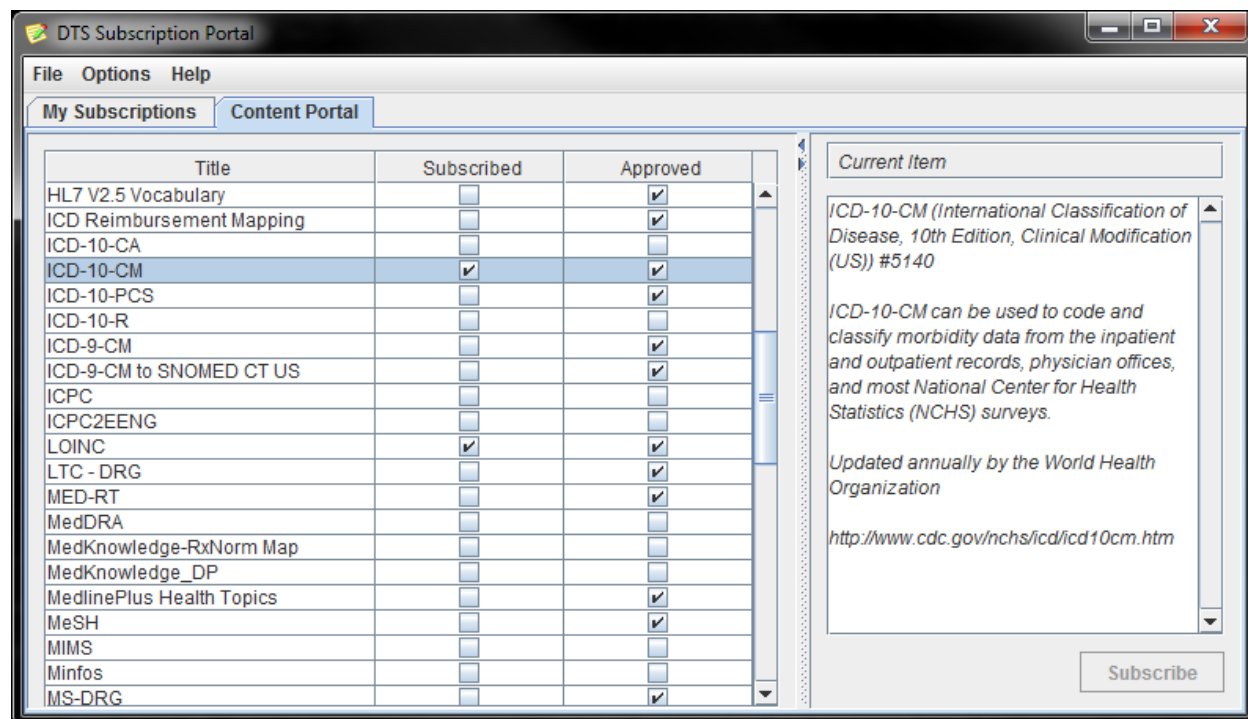 DTS Subscription Portal
File Options Help
My Subscriptions Content Portal
Title Subscribed Approved
HL7 V2.5 Vocabulary
ICD Reimbursement Mapping
ICD-10-CA
ICD-10-CM
ICD-10-PCS
ICD-10-R
ICD-9-CM
ICD-9-CM to SNOMED CT US
ICPC
ICPC2EENG
LOINC
LTC - DRG
MED-RT
MedDRA
MedKnowledge-RxNorm Map
MedKnowledge_DP
MedlinePlus Health Topics
MeSH
MIMS
Minfos
MS-DRG
Current Item
ICD-10-CM (International Classification of
Disease, 10th Edition, Clinical Modification
(US)) #5140
ICD-10-CM can be used to code and
classify morbidity data from the inpatient
and outpatient records, physician offices,
and most National Center for Health
Statistics (NCHS) surveys.
Updated annually by the World Health
Organization
http://www.cdc.gov/nchs/icd/icd10cm.htm
Subscribe